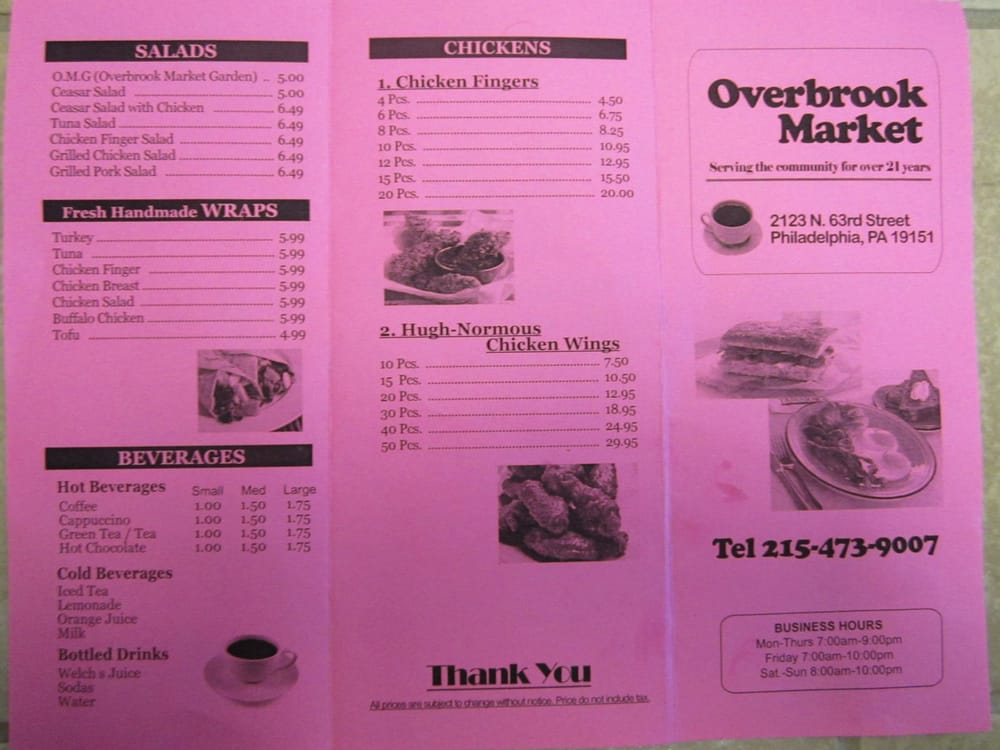 SALADS
O.M.G (Overbrook Market Garden) .. 5.00
Ceasar Salad 5.00
Ceasar Salad with Chicken 6.49
Tuna Salad 6.49
Chicken Finger Salad 6.49
Grilled Chicken Salad 6.49
Grilled Pork Salad 6.49
Fresh Handmade WRAPS
Turkey 5.99
Tuna 5.99
Chicken Finger 5.99
Chicken Breast 5.99
Chicken Salad 5.99
Buffalo Chicken 5.99
Tofu 4.99
BEVERAGES
Hot Beverages Small Med Large
Coffee 1.00 1.50 1.75
Cappuccino 1.00 1.50 1.75
Green Tea / Tea 1.00 1.50 1.75
Hot Chocolate 1.00 1.50 1.75
Cold Beverages
Iced Tea
Lemonade
Orange Juice
Milk
Bottled Drinks
Welch s Juice
Sodas
Water
CHICKENS
1. Chicken Fingers
4 Pcs. 4.50
6 Pcs. 6.75
8 Pcs. 8.25
10 Pcs. 10.95
12 Pcs. 12.95
15 Pcs. 15.50
20 Pcs. 20.00
2. Hugh-Normous
Chicken Wings
10 Pcs. 7.50
15 Pcs. 10.50
20 Pcs. 12.95
30 Pcs. 18.95
40 Pcs. 24.95
50 Pcs. 29.95
Thank You
All prices are subject to change without notice. Price do not include tax.
Overbrook
Market
Serving the community for over 21 years
2123 N. 63rd Street
Philadelphia, PA 19151
Tel 215-473-9007
BUSINESS HOURS
Mon-Thurs 7:00am-9:00pm
Friday 7:00am-10:00pm
Sat.-Sun 8:00am-10:00pm